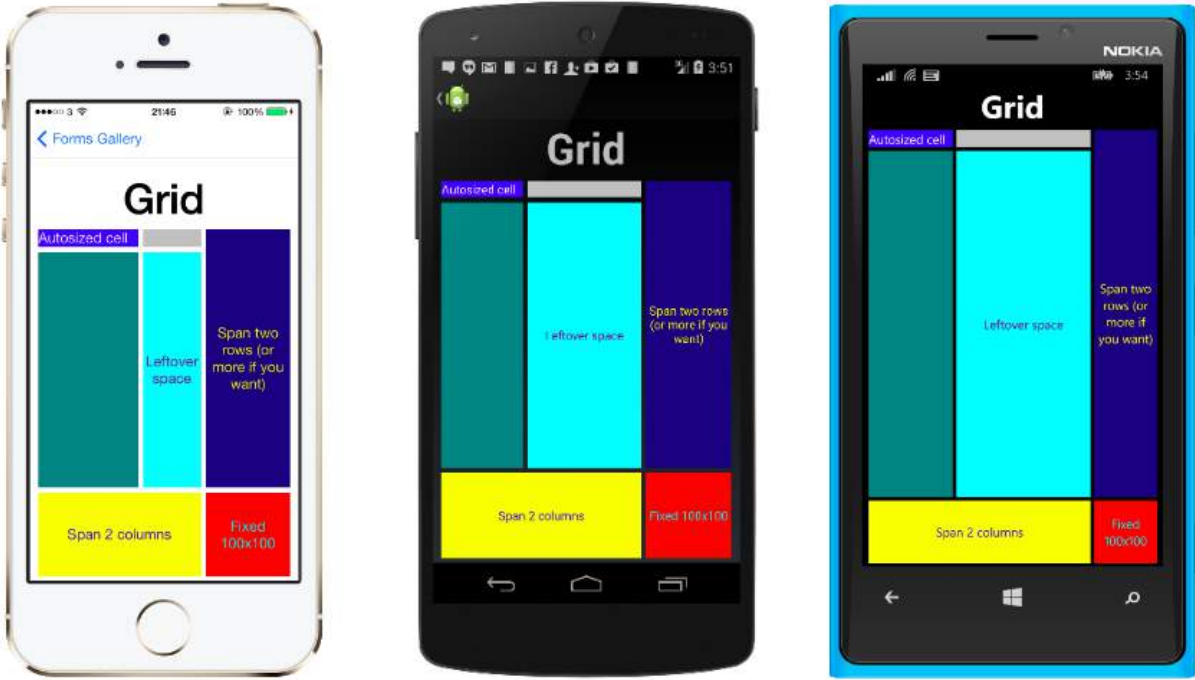 3
21:46
100%
Forms Gallery
Grid
Autosized cell
Leftover
space
Span two
rows (or
more if you
want)
Span 2 columns
Fixed
100x100
3:51
Grid
Autosized cell
Leftover space
Span two rows
(or more if you
want)
Span 2 columns
Fixed 100x100
NOKIA
3:54
Grid
Autosized cell
Leftover space
Span two
rows (or
more if
you want)
Span 2 columns
Fixed
100x100